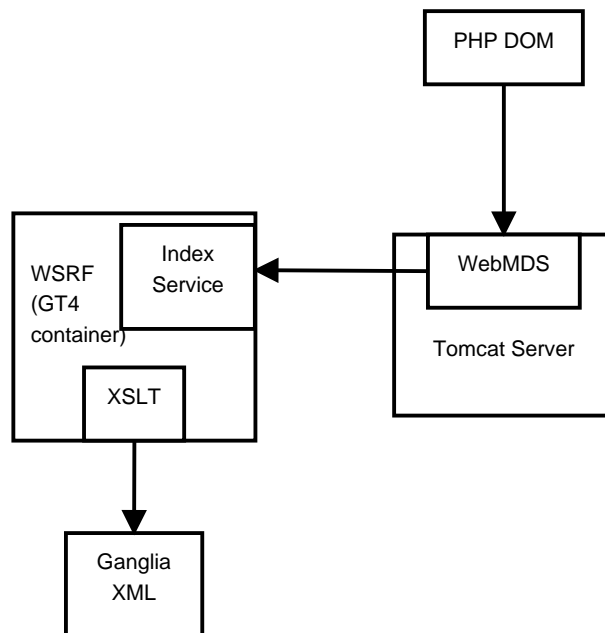 PHP DOM
WebMDS
Tomcat Server
Index
Service
WSRF
(GT4
container)
XSLT
Ganglia
XML